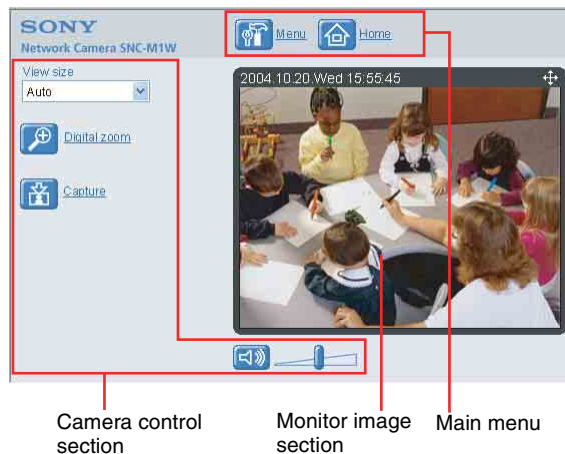 SONY
Network Camera SNC-M1W
Menu
Home
View size
Auto
Digital zoom
Capture
2004.10.20.Wed 15:55:45
Camera control
section
Monitor image
section
Main menu